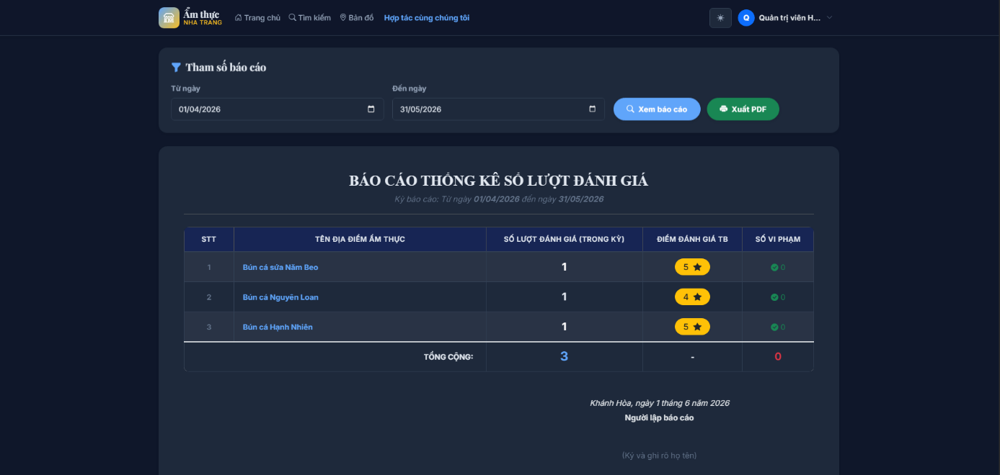 Ẩm thực
NHA TRANG
Trang chủ
Tìm kiếm
Bản đồ
Hợp tác cùng chúng tôi
Q
Quản trị viên H...
Tham số báo cáo
Từ ngày
Đến ngày
01/04/2026
31/05/2026
Xem báo cáo
Xuất PDF
BÁO CÁO THỐNG KÊ SỐ LƯỢT ĐÁNH GIÁ
Kỳ báo cáo: Từ ngày 01/04/2026 đến ngày 31/05/2026
STT TÊN ĐỊA ĐIỂM ẨM THỰC SỐ LƯỢT ĐÁNH GIÁ (TRONG KỲ) ĐIỂM ĐÁNH GIÁ TB SỐ VI PHẠM
1 Bún cá sứa Năm Beo 1 5 0
2 Bún cá Nguyên Loan 1 4 0
3 Bún cá Hạnh Nhiên 1 5 0
TỔNG CỘNG: 3 - 0
Khánh Hòa, ngày 1 tháng 6 năm 2026
Người lập báo cáo
(Ký và ghi rõ họ tên)